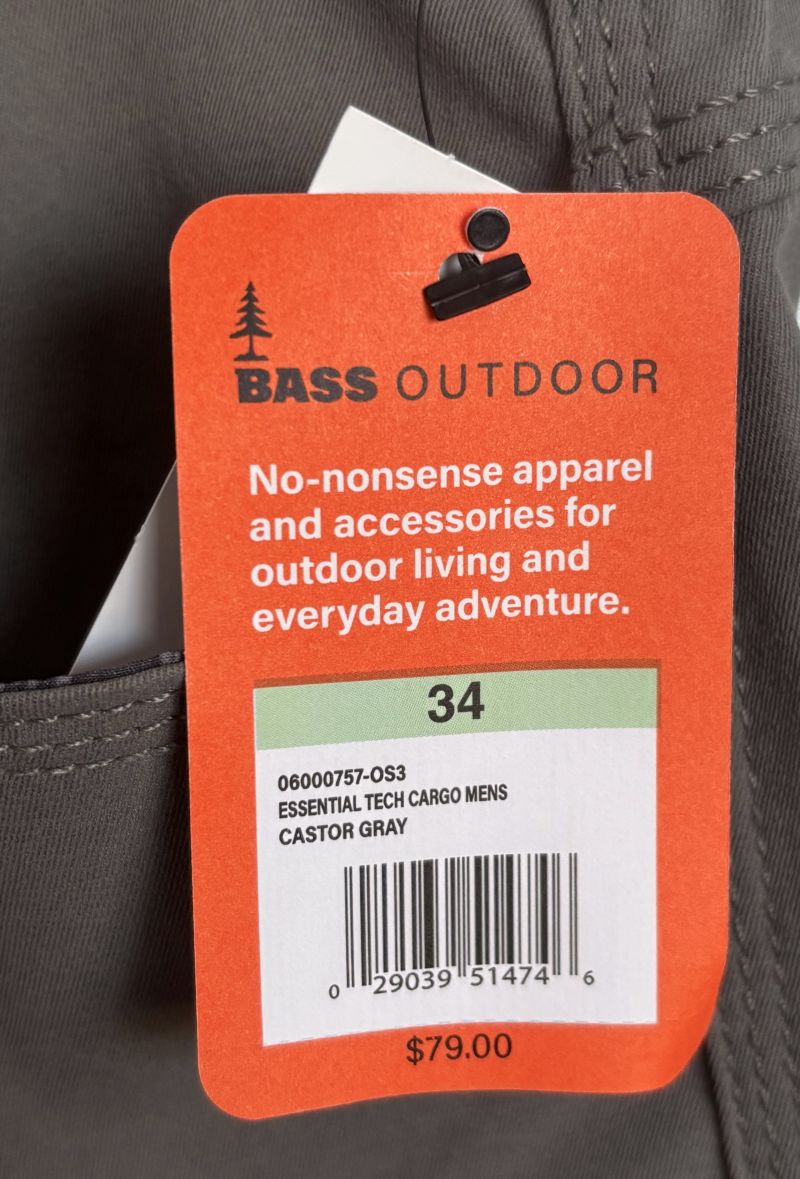 BASS OUTDOOR
No-nonsense apparel
and accessories for
outdoor living and
everyday adventure.
34
06000757-OS3
ESSENTIAL TECH CARGO MENS
CASTOR GRAY
0 29039 51474 6
$79.00